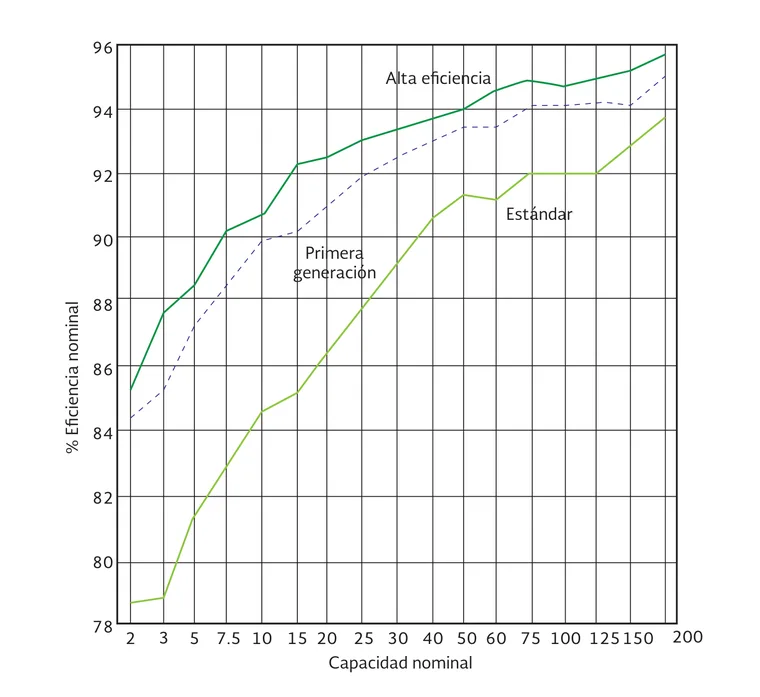 96
94
92
90
88
86
84
82
80
78
% Eficiencia nominal
Alta eficiencia
Estándar
Primera
generación
2 3 5 7.5 10 15 20 25 30 40 50 60 75 100 125 150 200
Capacidad nominal